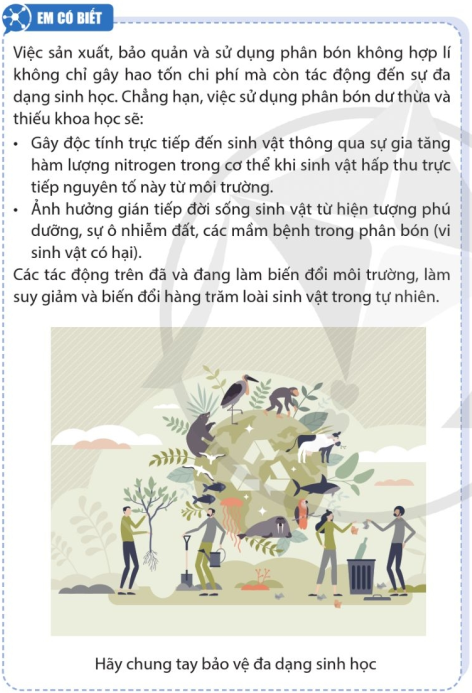 EM CÓ BIẾT
Việc sản xuất, bảo quản và sử dụng phân bón không hợp lí
không chỉ gây hao tốn chi phí mà còn tác động đến sự đa
dạng sinh học. Chẳng hạn, việc sử dụng phân bón dư thừa và
thiếu khoa học sẽ:
• Gây độc tính trực tiếp đến sinh vật thông qua sự gia tăng
hàm lượng nitrogen trong cơ thể khi sinh vật hấp thu trực
tiếp nguyên tố này từ môi trường.
• Ảnh hưởng gián tiếp đời sống sinh vật từ hiện tượng phú
dưỡng, sự ô nhiễm đất, các mầm bệnh trong phân bón (vi
sinh vật có hại).
Các tác động trên đã và đang làm biến đổi môi trường, làm
suy giảm và biến đổi hàng trăm loài sinh vật trong tự nhiên.
Hãy chung tay bảo vệ đa dạng sinh học